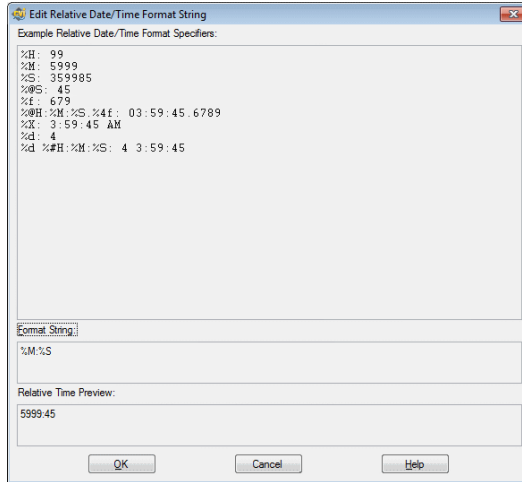 Edit Relative Date/Time Format String
Example Relative Date/Time Format Specifiers:
%H: 99
%M: 5999
%S: 359985
%@S: 45
%f: 679
%@H:%M:%S.%4f: 03:59:45.6789
%X: 3:59:45 AM
%d: 4
%d %#H:%M:%S: 4 3:59:45
Format String:
%M:%S
Relative Time Preview:
5999:45
OK Cancel Help